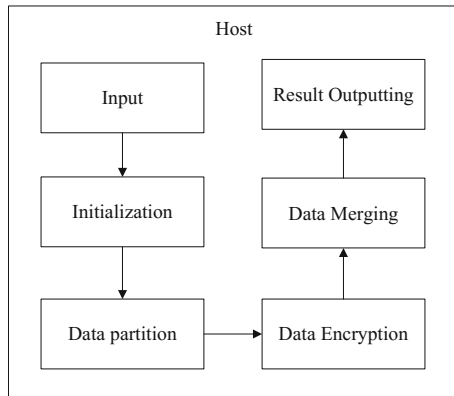 Host
Input
Initialization
Data partition
Data Encryption
Data Merging
Result Outputting